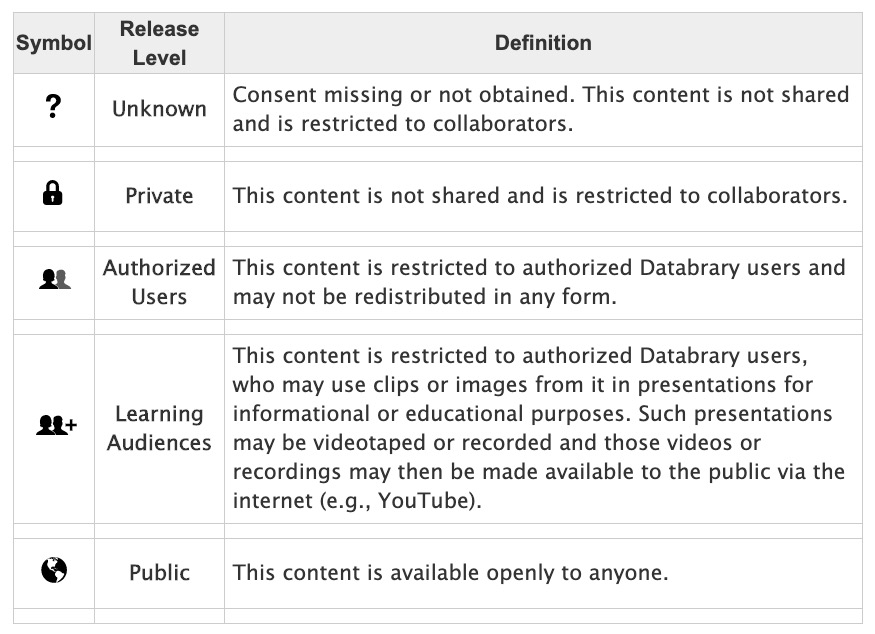 Symbol Release Level Definition
? Unknown Consent missing or not obtained. This content is not shared
and is restricted to collaborators.
Private This content is not shared and is restricted to collaborators.
Authorized Users This content is restricted to authorized Databrary users and
may not be redistributed in any form.
Learning Audiences This content is restricted to authorized Databrary users,
who may use clips or images from it in presentations for
informational or educational purposes. Such presentations
may be videotaped or recorded and those videos or
recordings may then be made available to the public via the
internet (e.g., YouTube).
Public This content is available openly to anyone.